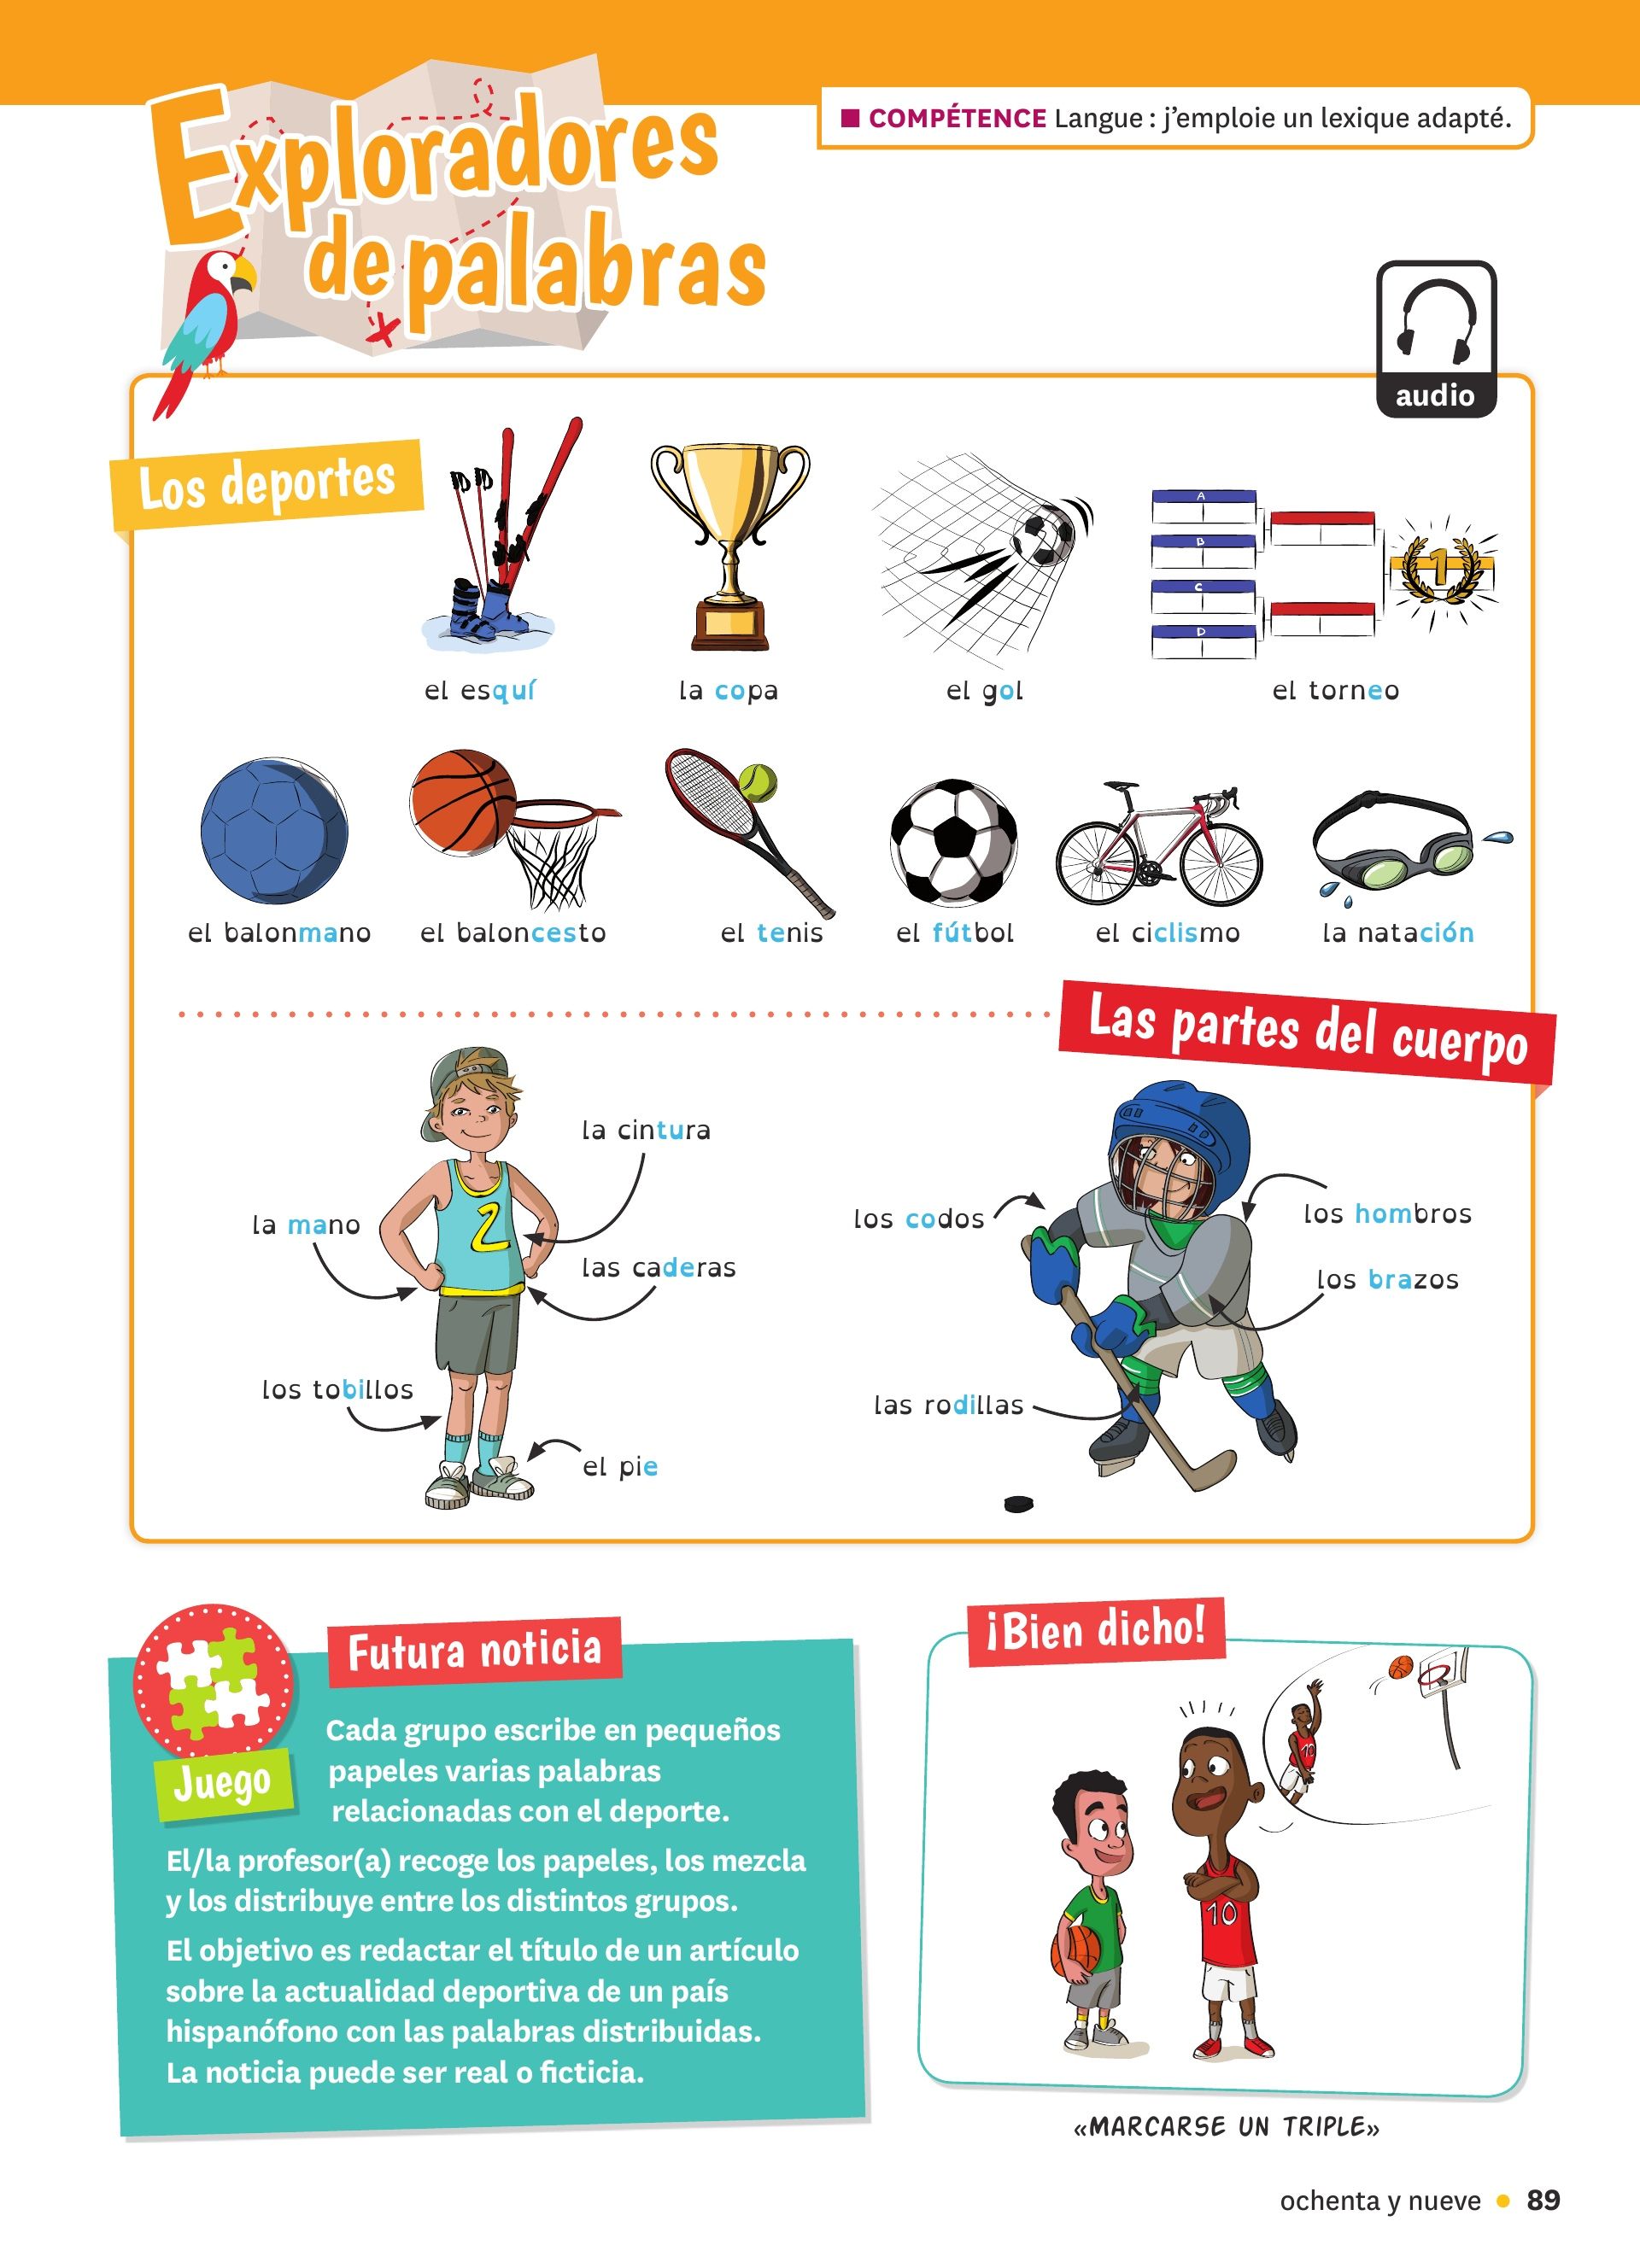 Exploradores
de palabras
COMPÉTENCE Langue : j'emploie un lexique adapté.
audio
Los deportes
A
B
C
D
1
el esquí
la copa
el gol
el torneo
el balonmano
el baloncesto
el tenis
el fútbol
el ciclismo
la natación
Las partes del cuerpo
la cintura
la mano
2
las caderas
los tobillos
el pie
los codos
los hombros
los brazos
las rodillas
Juego
Futura noticia
Cada grupo escribe en pequeños
papeles varias palabras
relacionadas con el deporte.
El/la profesor(a) recoge los papeles, los mezcla
y los distribuye entre los distintos grupos.
El objetivo es redactar el título de un artículo
sobre la actualidad deportiva de un país
hispanófono con las palabras distribuidas.
La noticia puede ser real o ficticia.
¡Bien dicho!
10
10
«MARCARSE UN TRIPLE»
ochenta y nueve • 89